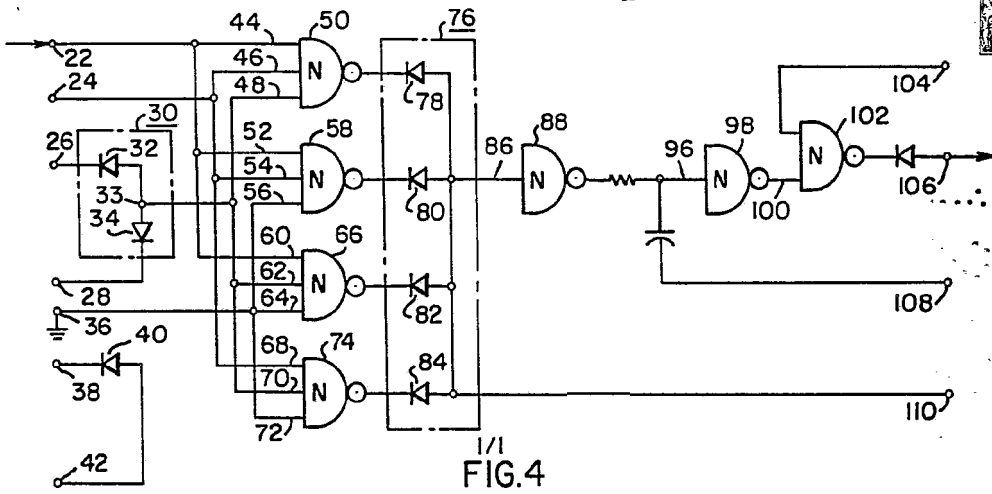 44 50 76
22 46 N
24 48 78 104
30 58 88 98 102
26 32 52 N
54 N 86 N 96 N
33 56 80 100 106
34 60 66
62 N
28 64 82 108
36
40 68 74 84
38 70 N
72 110
42
1/1
FIG.4